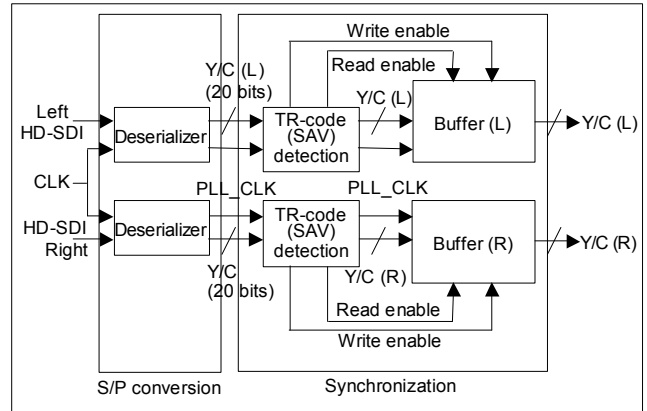 Write enable
Read enable
Y/C (L)
(20 bits)
Y/C (L)
Left
HD-SDI
Deserializer
TR-code
(SAV)
detection
Buffer (L)
Y/C (L)
CLK
PLL_CLK
PLL_CLK
HD-SDI
Right
Deserializer
TR-code
(SAV)
detection
Buffer (R)
Y/C (R)
Y/C
(20 bits)
Y/C (R)
Read enable
Write enable
S/P conversion
Synchronization